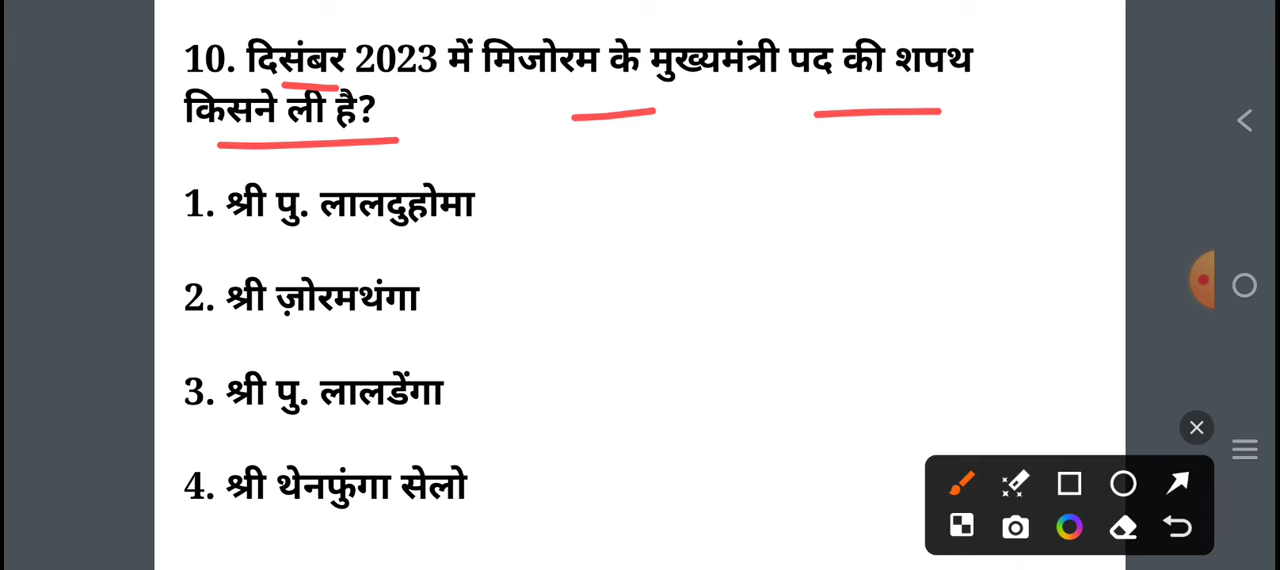 10. दिसंबर 2023 में मिजोरम के मुख्यमंत्री पद की शपथ
किसने ली है?
1. श्री पु. लालदुहोमा
2. श्री ज़ोरमथंगा
3. श्री पु. लालडेंगा
4. श्री थेनफुंगा सेलो